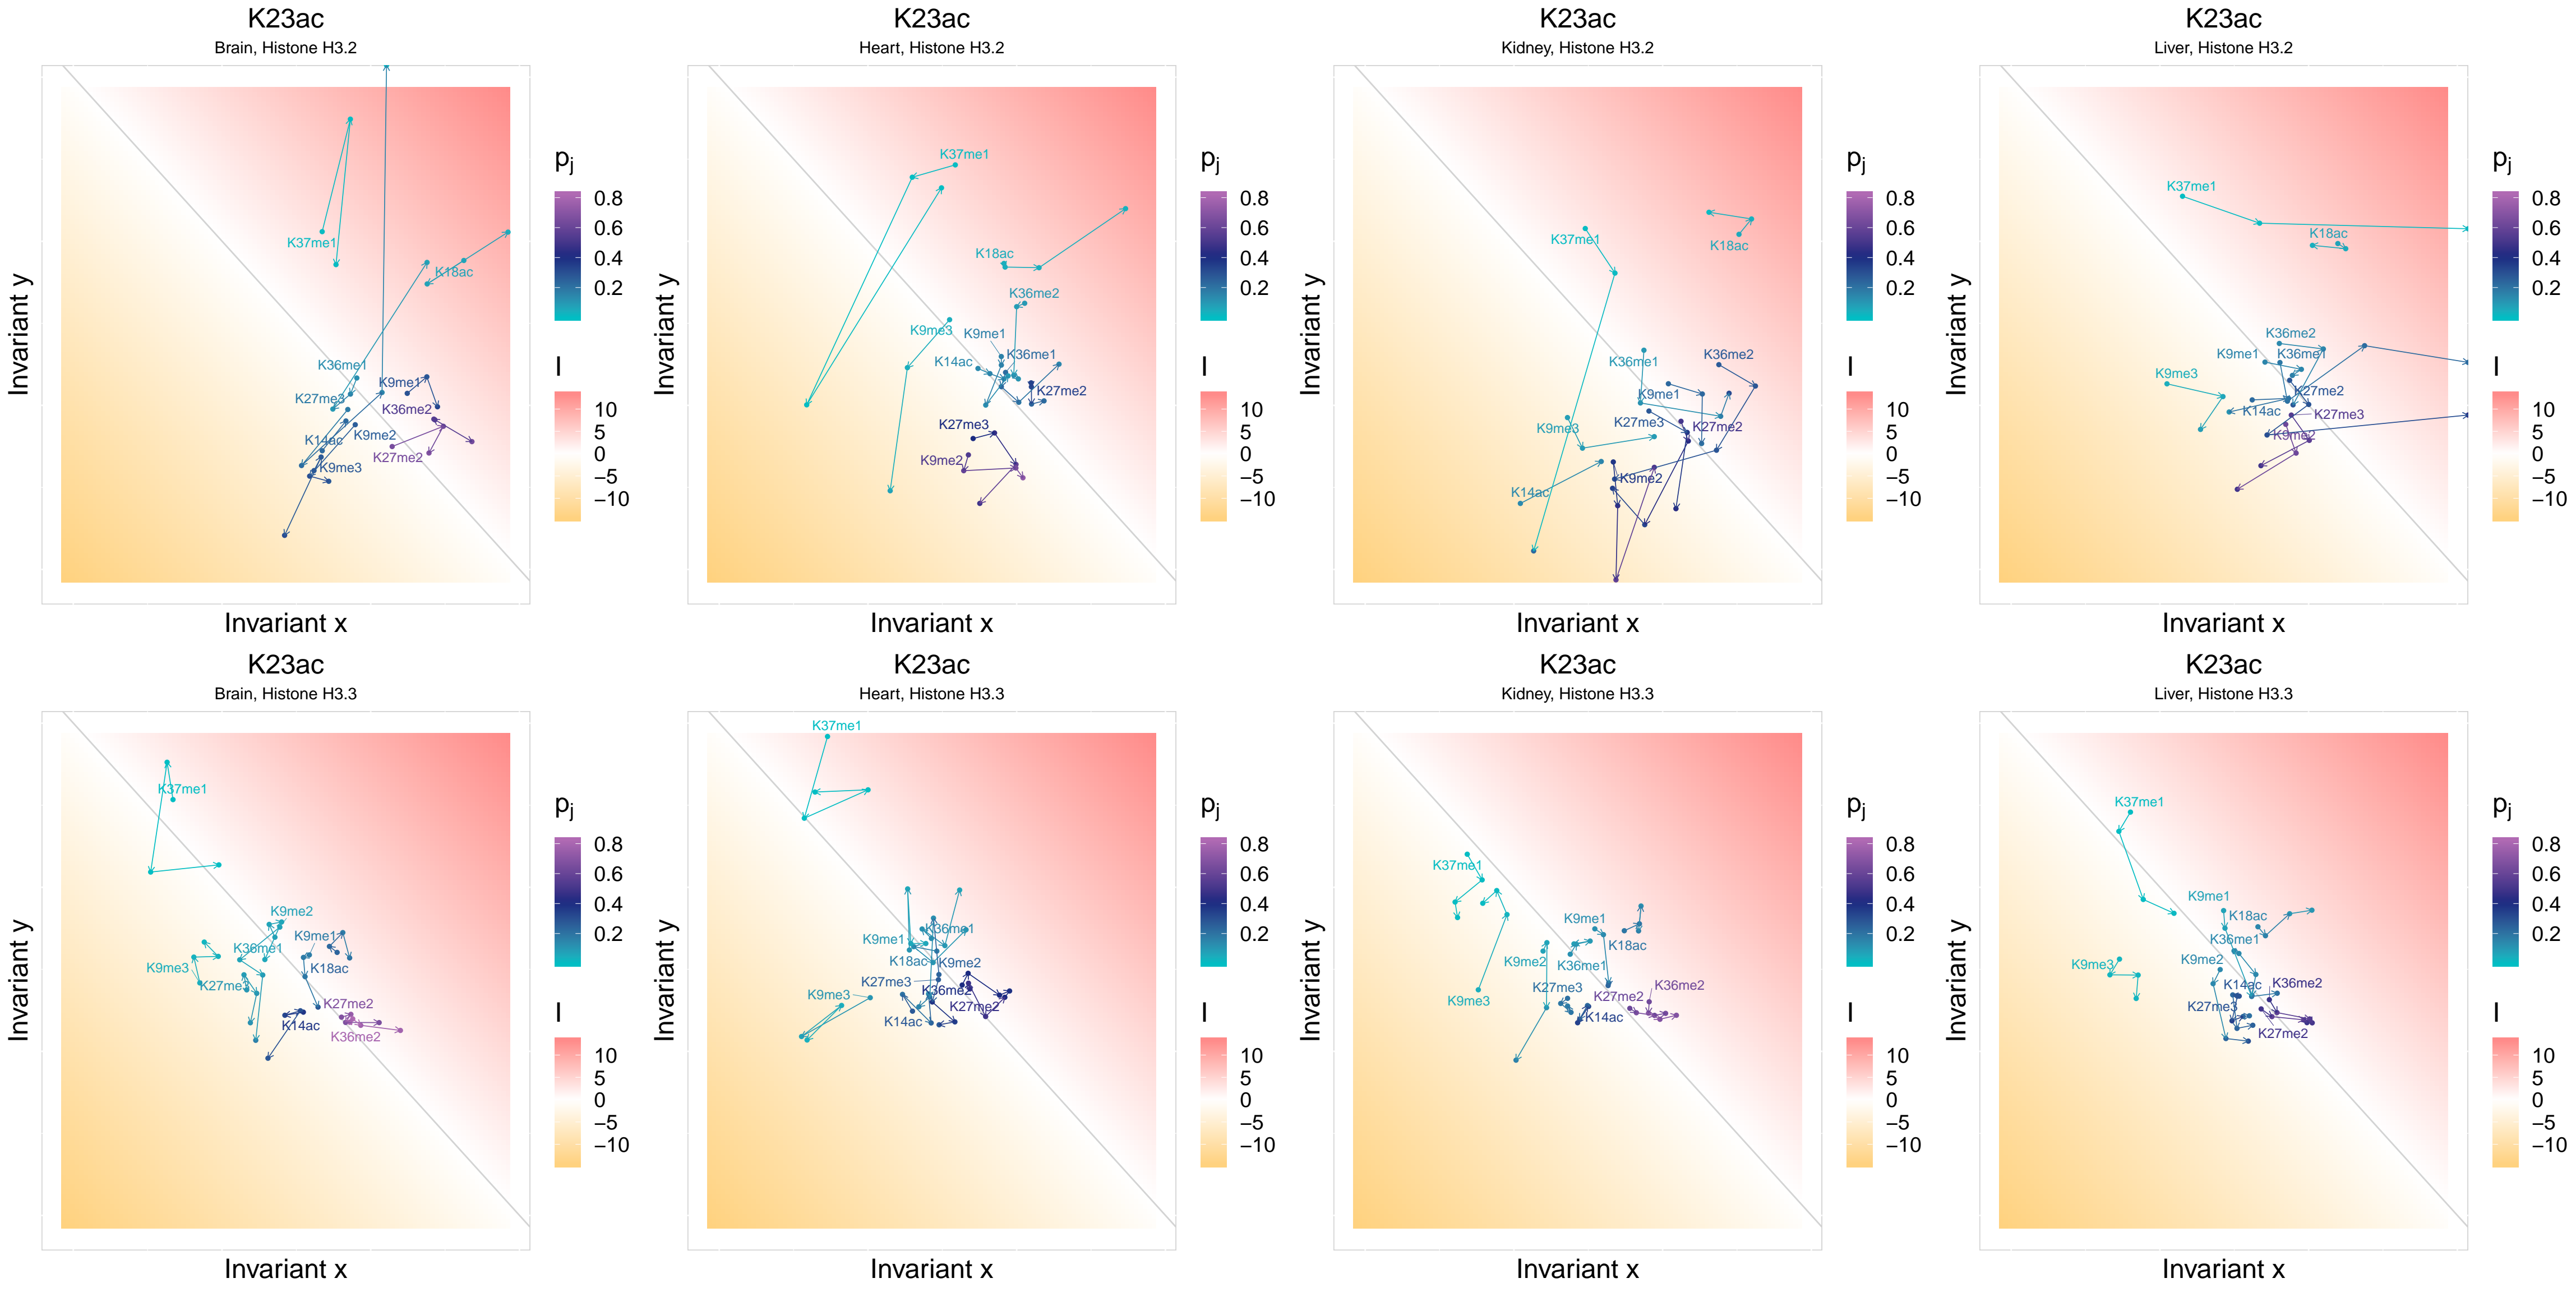 K23ac
Brain, Histone H3.2
Invariant y
Invariant x
K37me1
K18ac
K36me1
K9me1
K27me3
K36me2
K14ac
K9me2
K27me2
K9me3
pj
0.8
0.6
0.4
0.2
I
10
5
0
−5
−10
K23ac
Heart, Histone H3.2
Invariant y
Invariant x
K37me1
K18ac
K36me2
K9me3
K9me1
K36me1
K14ac
K27me2
K27me3
K9me2
pj
0.8
0.6
0.4
0.2
I
10
5
0
−5
−10
K23ac
Kidney, Histone H3.2
Invariant y
Invariant x
K37me1
K18ac
K36me1
K36me2
K9me1
K27me3
K27me2
K9me3
K9me2
K14ac
pj
0.8
0.6
0.4
0.2
I
10
5
0
−5
−10
K23ac
Liver, Histone H3.2
Invariant y
Invariant x
K37me1
K18ac
K36me2
K9me1
K36me1
K9me3
K27me2
K14ac
K27me3
K9me2
pj
0.8
0.6
0.4
0.2
I
10
5
0
−5
−10
K23ac
Brain, Histone H3.3
Invariant y
Invariant x
K37me1
K9me2
K9me1
K36me1
K9me3
K18ac
K27me3
K27me2
K14ac
K36me2
pj
0.8
0.6
0.4
0.2
I
10
5
0
−5
−10
K23ac
Heart, Histone H3.3
Invariant y
Invariant x
K37me1
K36me1
K9me1
K18ac
K9me2
K27me3
K36me2
K9me3
K27me2
K14ac
pj
0.8
0.6
0.4
0.2
I
10
5
0
−5
−10
K23ac
Kidney, Histone H3.3
Invariant y
Invariant x
K37me1
K9me1
K18ac
K9me2
K36me1
K27me3
K36me2
K9me3
K27me2
K14ac
pj
0.8
0.6
0.4
0.2
I
10
5
0
−5
−10
K23ac
Liver, Histone H3.3
Invariant y
Invariant x
K37me1
K9me1
K18ac
K36me1
K9me2
K9me3
K14ac
K36me2
K27me3
K27me2
pj
0.8
0.6
0.4
0.2
I
10
5
0
−5
−10